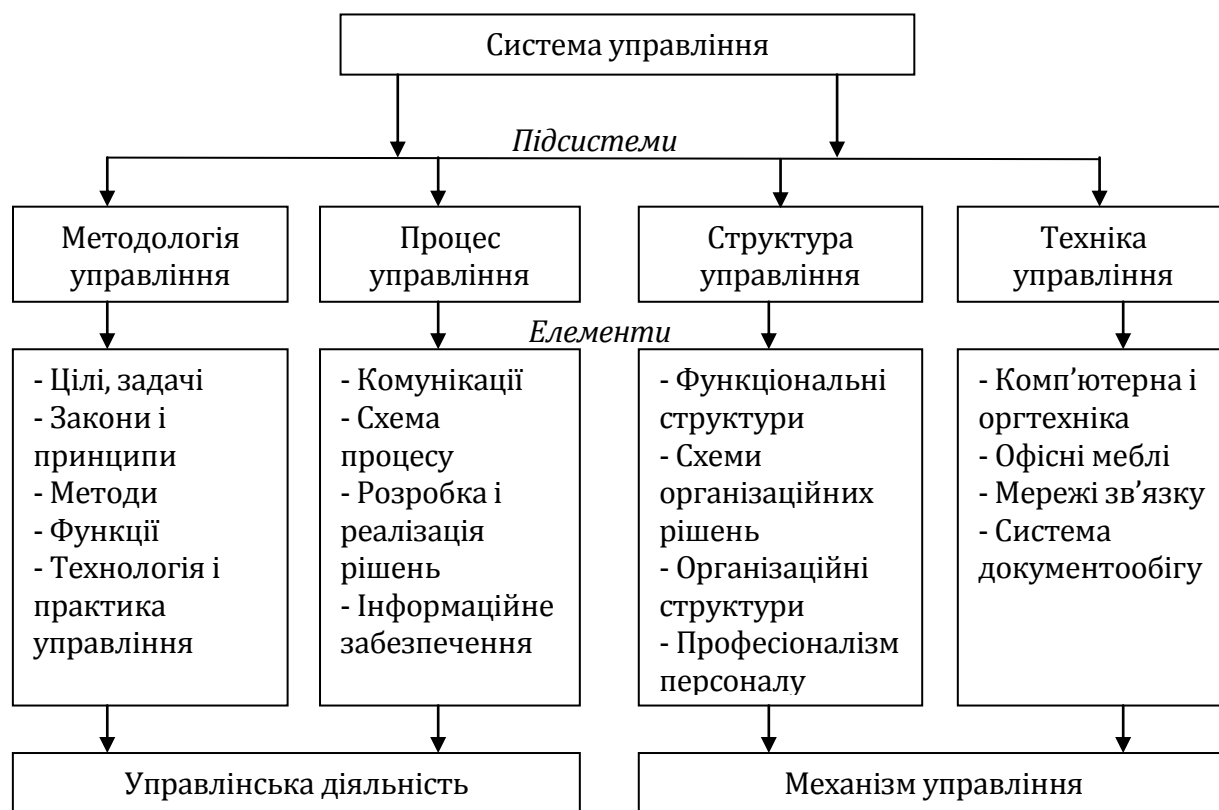 Система управління
Підсистеми
Методологія
управління
Процес
управління
Структура
управління
Техніка
управління
Елементи
- Цілі, задачі
- Закони і
принципи
- Методи
- Функції
- Технологія і
практика
управління
- Комунікації
- Схема
процесу
- Розробка і
реалізація
рішень
- Інформаційне
забезпечення
- Функціональні
структури
- Схеми
організаційних
рішень
- Організаційні
структури
- Професіоналізм
персоналу
- Комп’ютерна і
оргтехніка
- Офісні меблі
- Мережі зв’язку
- Система
документообігу
Управлінська діяльність
Механізм управління